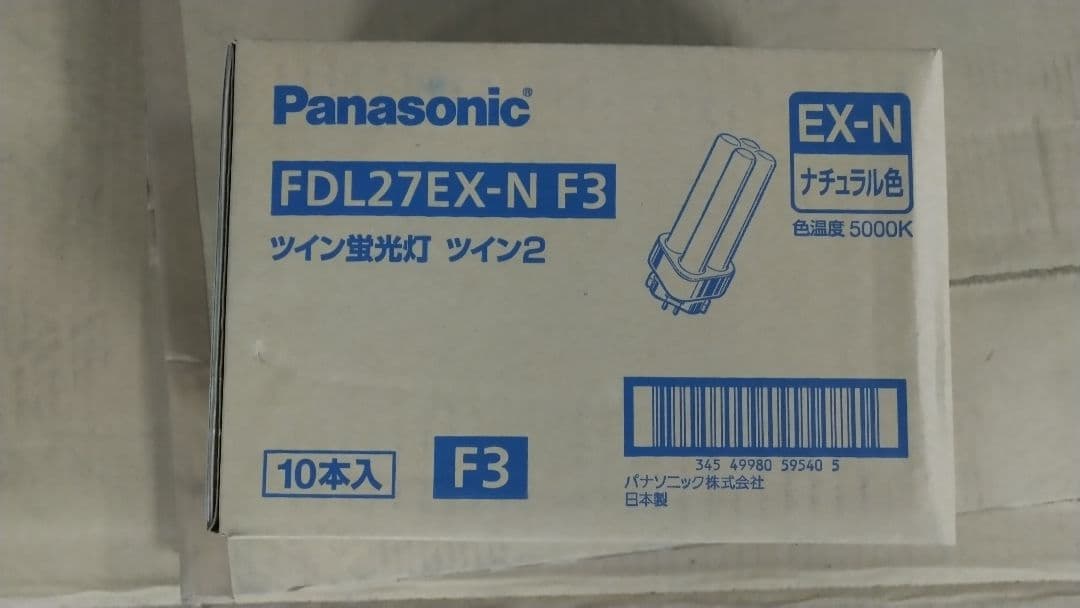 Panasonic®
FDL27EX-N F3
ツイン蛍光灯 ツイン2
EX-N
ナチュラル色
色温度 5000K
10本入
F3
345 49980 59540 5
パナソニック株式会社
日本製